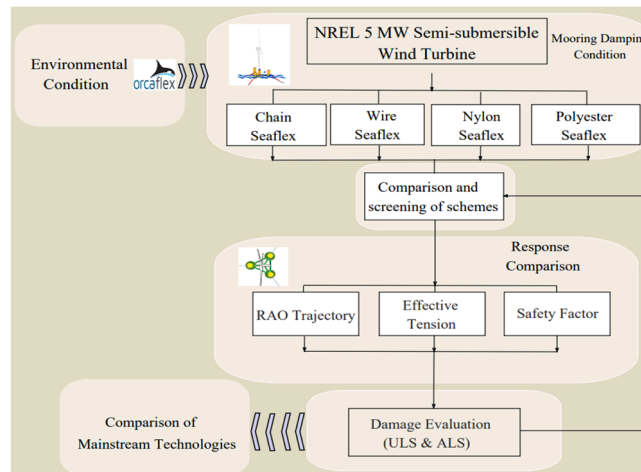 NREL 5 MW Semi-submersible
Wind Turbine
Mooring Damping
Condition
Environmental
Condition
orcaflex
Chain
Seaflex
Wire
Seaflex
Nylon
Seaflex
Polyester
Seaflex
Comparison and
screening of schemes
Response
Comparison
RAO Trajectory
Effective
Tension
Safety Factor
Comparison of
Mainstream Technologies
Damage Evaluation
(ULS & ALS)